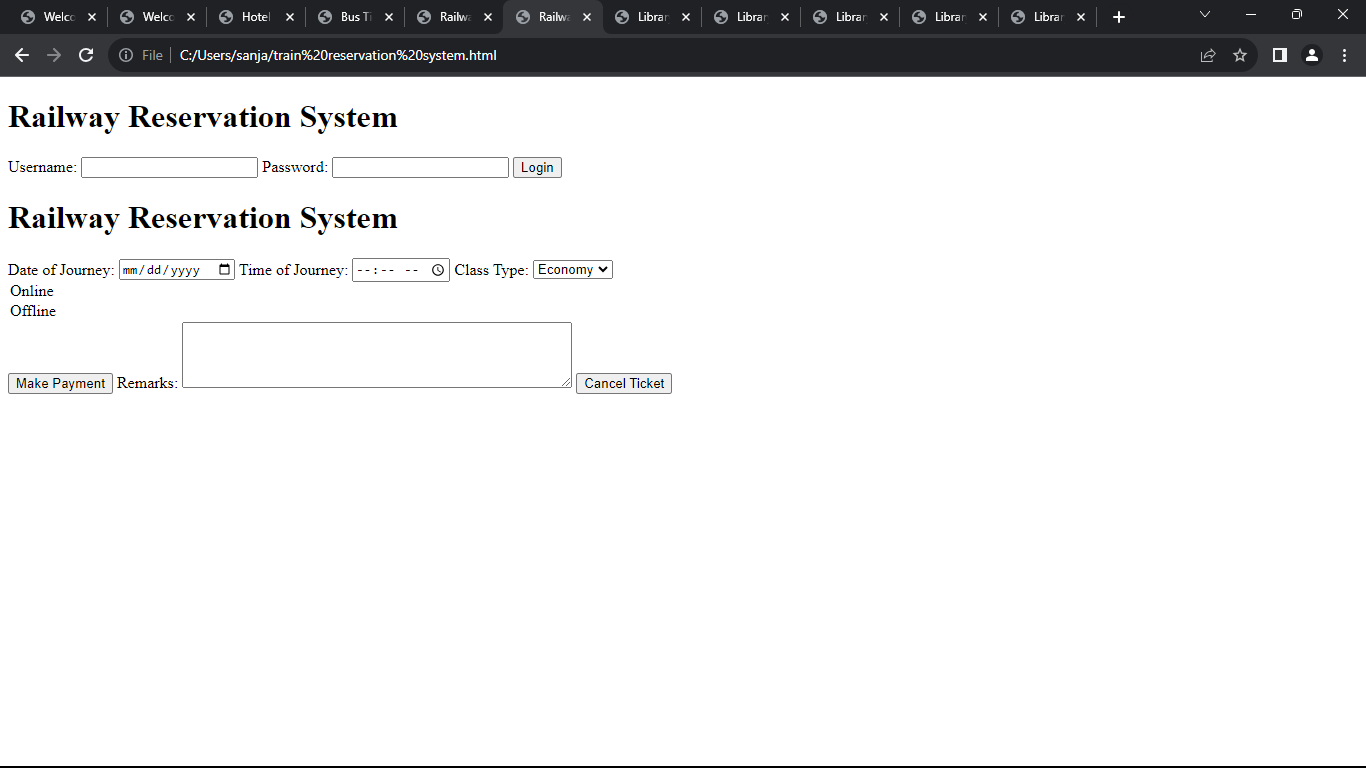 Welco Welco Hotel Bus Ti Railwa Railwa Librar Librar Librar Librar Librar
File C:/Users/sanja/train%20reservation%20system.html
Railway Reservation System
Username: Password: Login
Railway Reservation System
Date of Journey: mm/dd/yyyy Time of Journey: --:-- -- Class Type: Economy
Online
Offline
Make Payment Remarks: Cancel Ticket